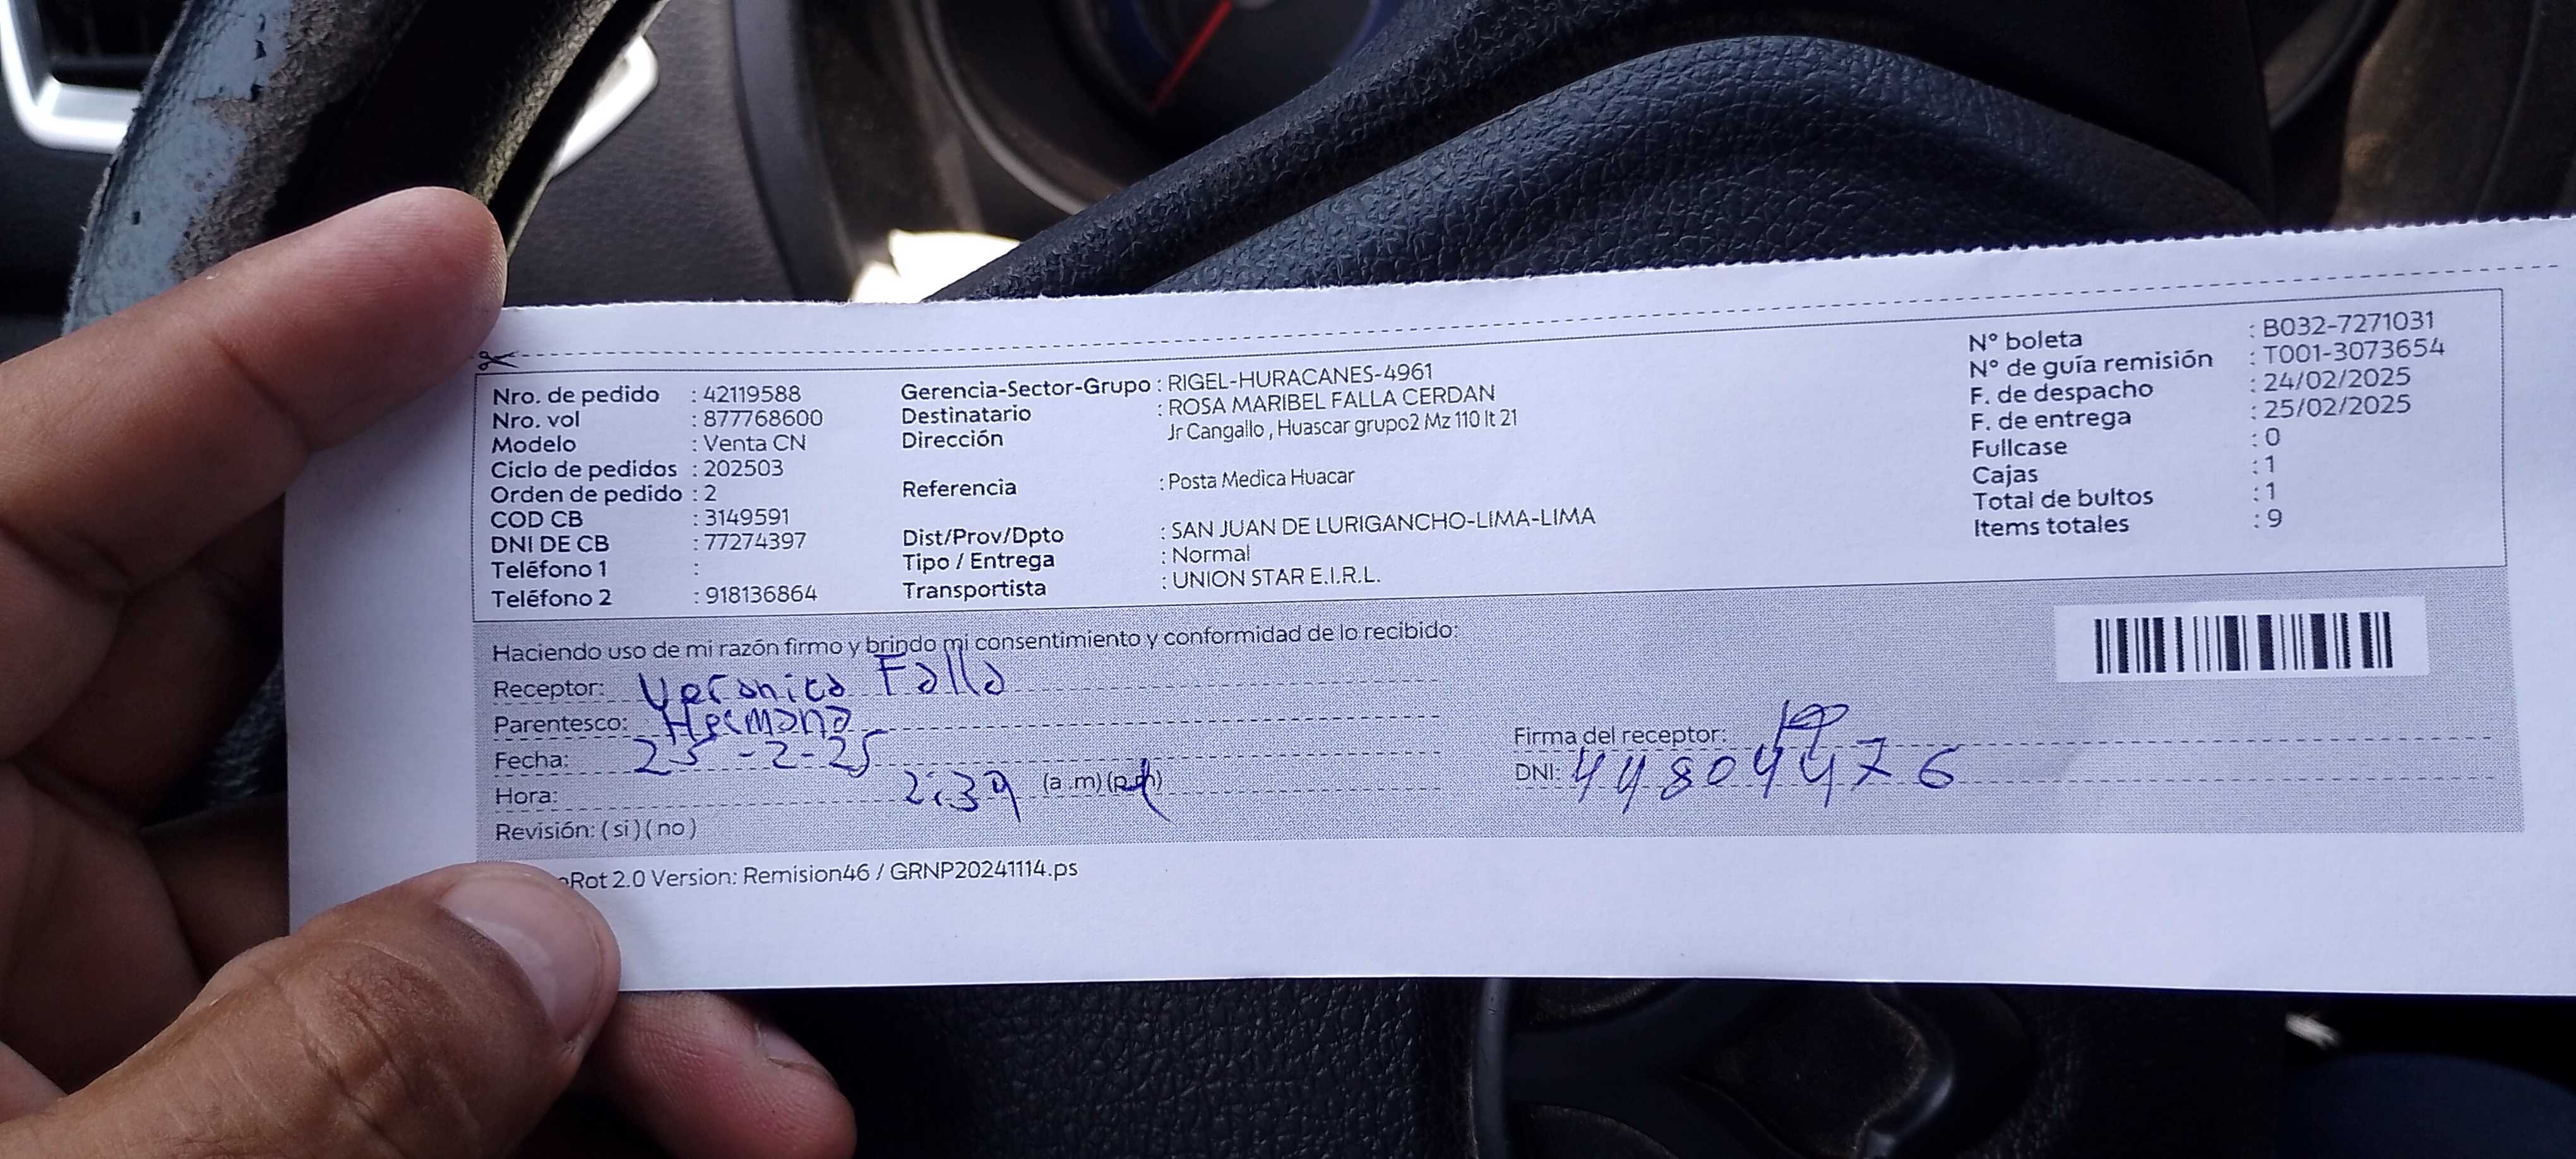 Nro. de pedido : 42119588
Nro. vol : 877768600
Modelo : Venta CN
Ciclo de pedidos : 202503
Orden de pedido : 2
COD CB : 3149591
DNI DE CB : 77274397
Teléfono 1 :
Teléfono 2 : 918136864
Gerencia-Sector-Grupo : RIGEL-HURACANES-4961
Destinatario : ROSA MARIBEL FALLA CERDAN
Dirección Jr Cangallo , Huascar grupo2 Mz 110 lt 21
Referencia : Posta Medica Huacar
Dist/Prov/Dpto : SAN JUAN DE LURIGANCHO-LIMA-LIMA
Tipo / Entrega : Normal
Transportista : UNION STAR E.I.R.L.
N° boleta : B032-7271031
N° de guía remisión : T001-3073654
F. de despacho : 24/02/2025
F. de entrega : 25/02/2025
Fullcase : 0
Cajas : 1
Total de bultos : 1
Items totales : 9
Haciendo uso de mi razón firmo y brindo mi consentimiento y conformidad de lo recibido:
Receptor: Veronica Falla
Parentesco: Hermana
Fecha: 25-2-25
Hora: 2:39 (a.m)(p.m)
Revisión: (si)(no)
Firma del receptor:
DNI: 44804476
Rot 2.0 Version: Remision46 / GRNP20241114.ps